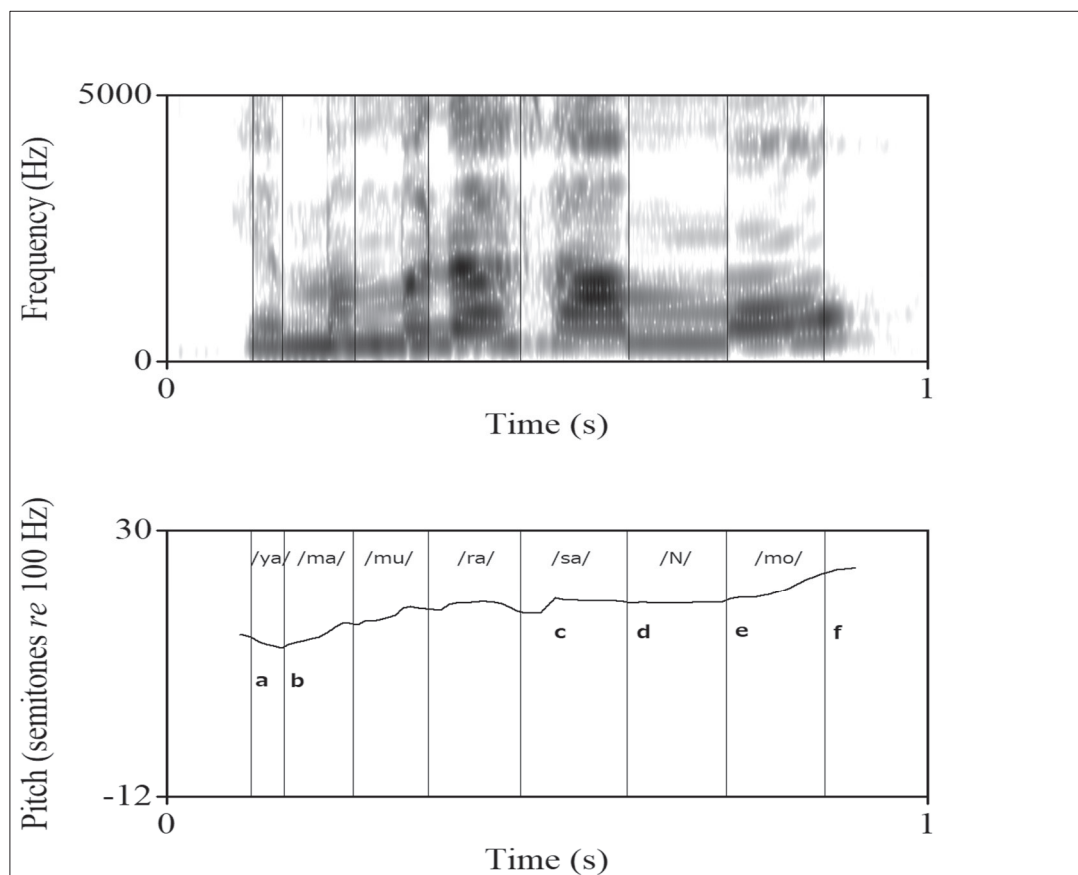 5000
Frequency (Hz)
0
0 1
Time (s)
30
/ya/ /ma/ /mu/ /ra/ /sa/ /N/ /mo/
Pitch (semitones re 100 Hz)
c d e f
a b
-12
0 1
Time (s)